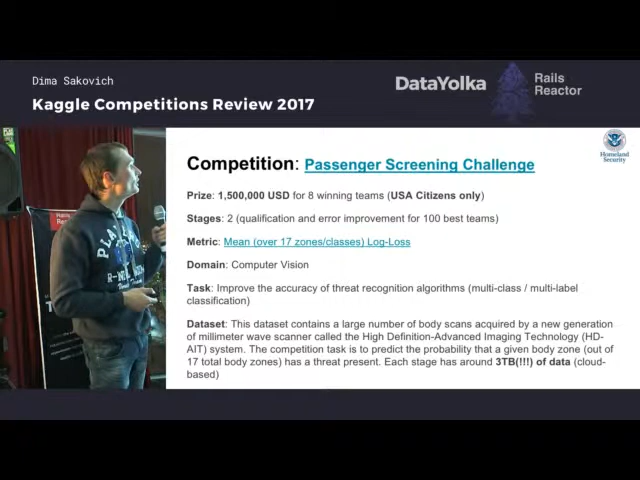 Dima Sakovich
Kaggle Competitions Review 2017
DataYolka
Rails
Reactor
Homeland
Security
Competition: Passenger Screening Challenge
Prize: 1,500,000 USD for 8 winning teams (USA Citizens only)
Stages: 2 (qualification and error improvement for 100 best teams)
Metric: Mean (over 17 zones/classes) Log-Loss
Domain: Computer Vision
Task: Improve the accuracy of threat recognition algorithms (multi-class / multi-label
classification)
Dataset: This dataset contains a large number of body scans acquired by a new generation
of millimeter wave scanner called the High Definition-Advanced Imaging Technology (HD-
AIT) system. The competition task is to predict the probability that a given body zone (out of
17 total body zones) has a threat present. Each stage has around 3TB(!!!) of data (cloud-
based)